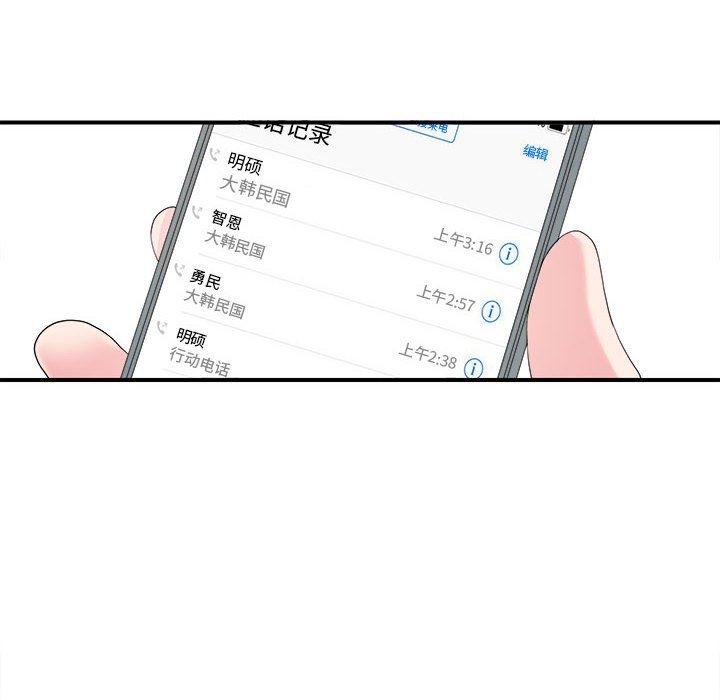 话记录
来电
编辑
明硕
大韩民国
上午3:16
智恩
大韩民国
上午2:57
勇民
大韩民国
上午2:38
明硕
行动电话